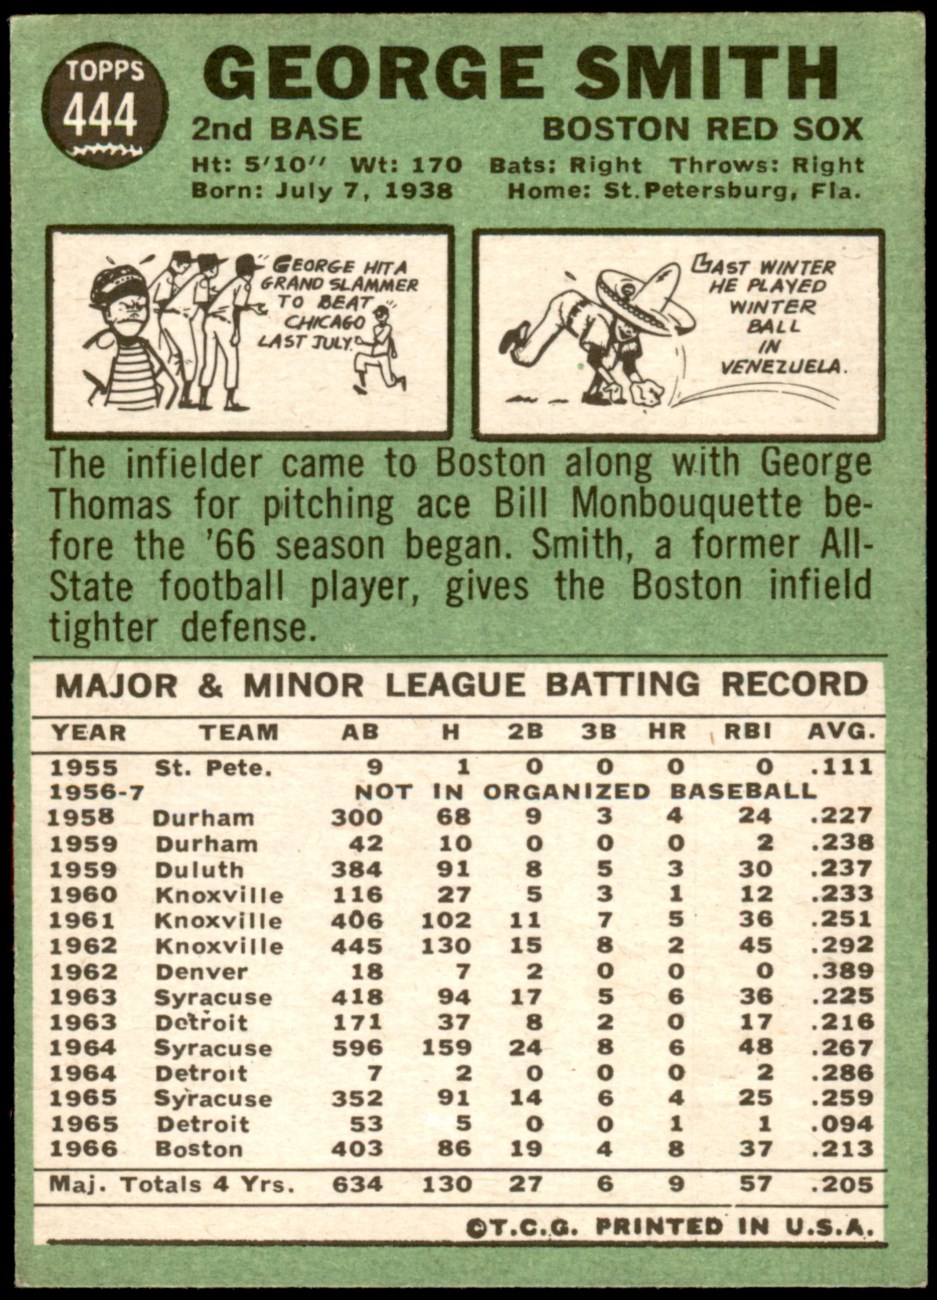 TOPPS
444
GEORGE SMITH
2nd BASE BOSTON RED SOX
Ht: 5'10'' Wt: 170 Bats: Right Throws: Right
Born: July 7, 1938 Home: St.Petersburg, Fla.
GEORGE HIT A
GRAND SLAMMER
TO BEAT
CHICAGO
LAST JULY.
LAST WINTER
HE PLAYED
WINTER
BALL
IN
VENEZUELA.
The infielder came to Boston along with George
Thomas for pitching ace Bill Monbouquette be-
fore the '66 season began. Smith, a former All-
State football player, gives the Boston infield
tighter defense.
MAJOR & MINOR LEAGUE BATTING RECORD
YEAR TEAM AB H 2B 3B HR RBI AVG.
1955 St. Pete. 9 1 0 0 0 0 .111
1956-7 NOT IN ORGANIZED BASEBALL
1958 Durham 300 68 9 3 4 24 .227
1959 Durham 42 10 0 0 0 2 .238
1959 Duluth 384 91 8 5 3 30 .237
1960 Knoxville 116 27 5 3 1 12 .233
1961 Knoxville 406 102 11 7 5 36 .251
1962 Knoxville 445 130 15 8 2 45 .292
1962 Denver 18 7 2 0 0 0 .389
1963 Syracuse 418 94 17 5 6 36 .225
1963 Detroit 171 37 8 2 0 17 .216
1964 Syracuse 596 159 24 8 6 48 .267
1964 Detroit 7 2 0 0 0 2 .286
1965 Syracuse 352 91 14 6 4 25 .259
1965 Detroit 53 5 0 0 1 1 .094
1966 Boston 403 86 19 4 8 37 .213
Maj. Totals 4 Yrs. 634 130 27 6 9 57 .205
©T.C.G. PRINTED IN U.S.A.